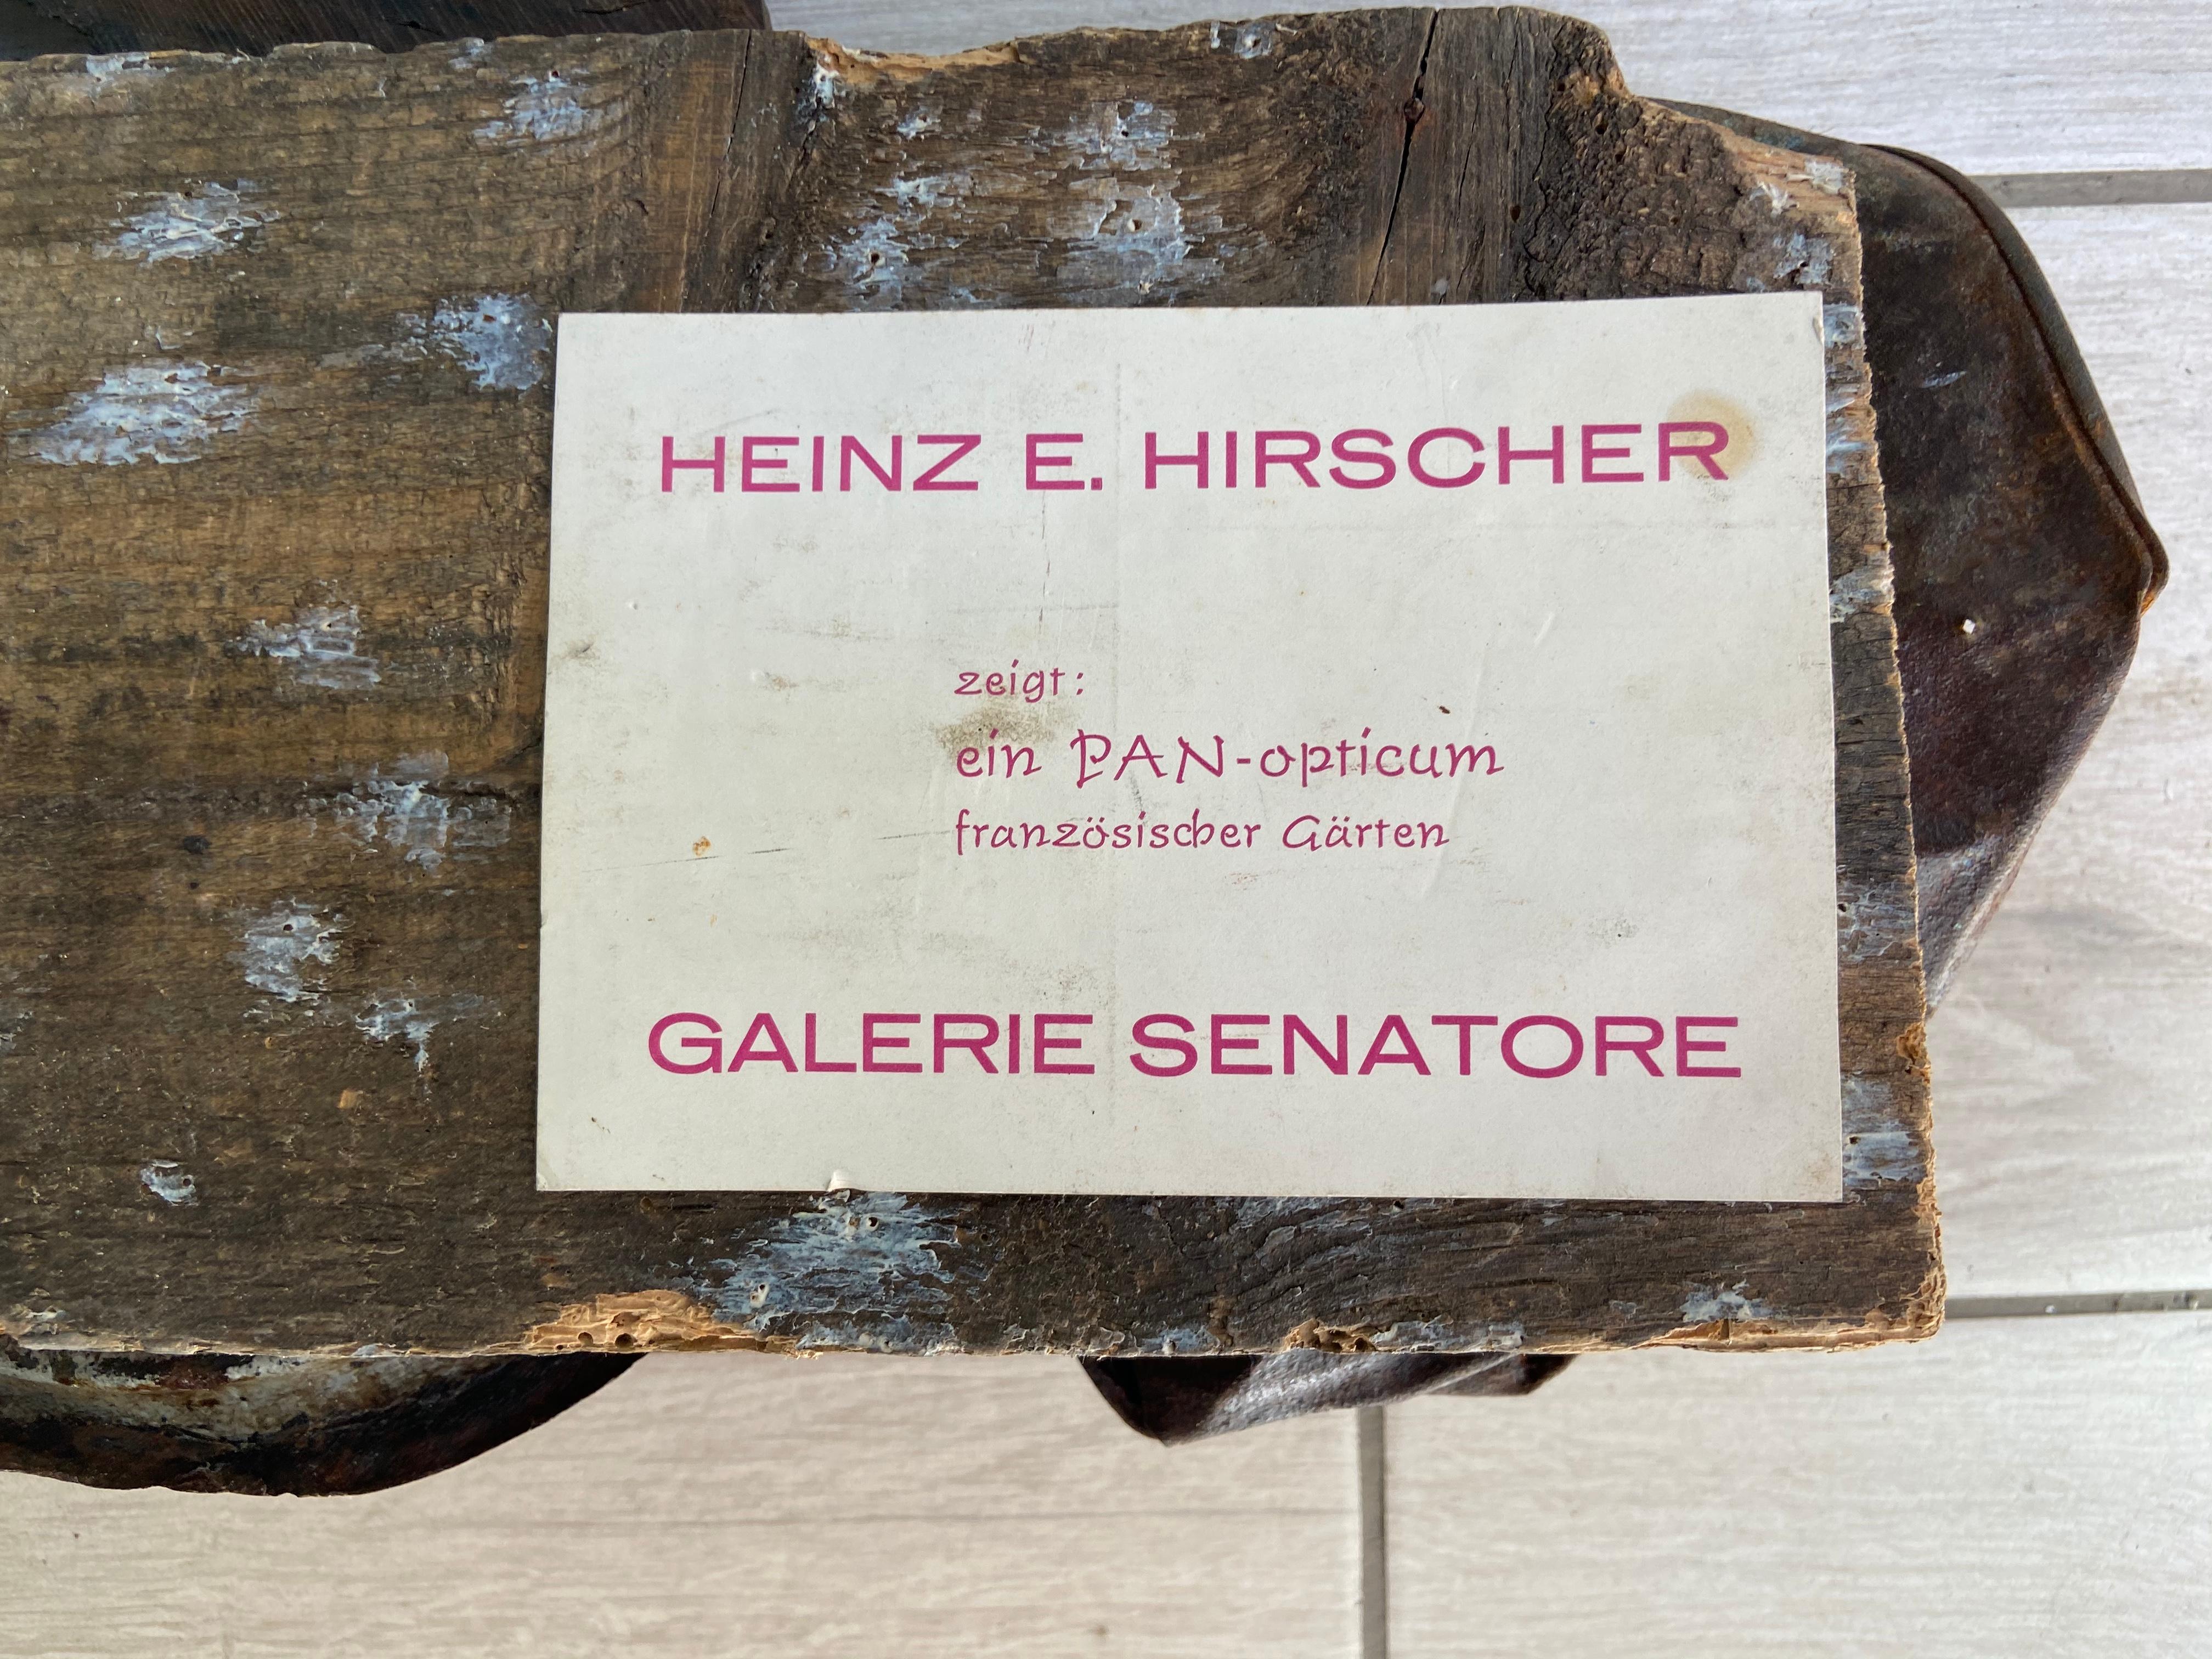 HEINZ E. HIRSCHER
zeigt:
ein PAN-opticum
französischer Gärten
GALERIE SENATORE